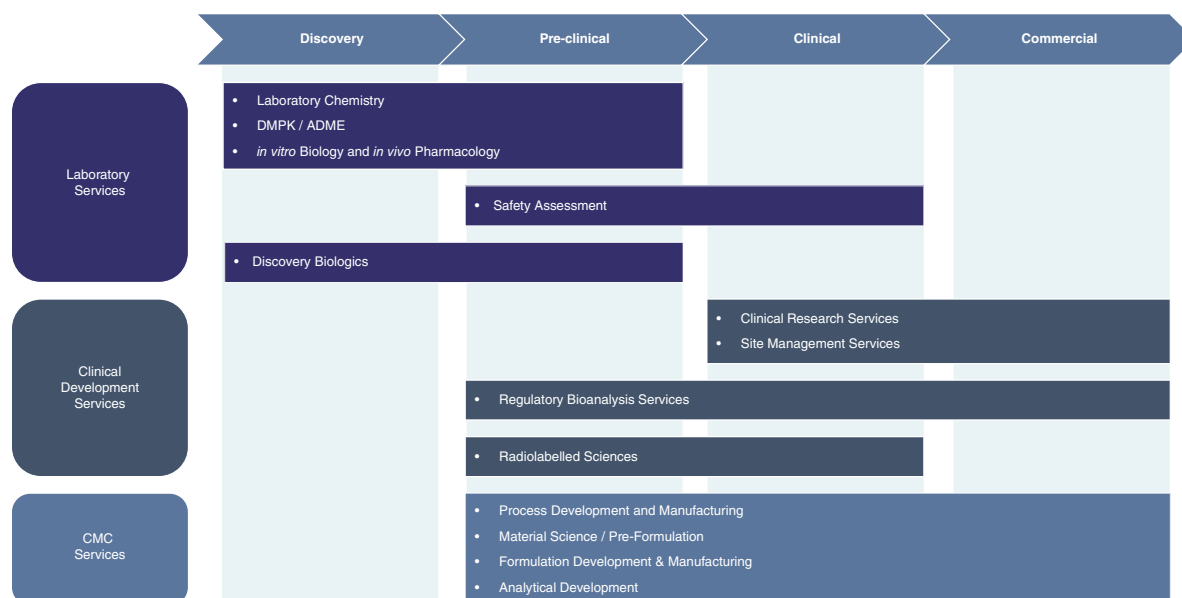 Discovery
Pre-clinical
Clinical
Commercial
Laboratory
Services
• Laboratory Chemistry
• DMPK / ADME
• in vitro Biology and in vivo Pharmacology
• Safety Assessment
• Discovery Biologics
Clinical
Development
Services
• Clinical Research Services
• Site Management Services
• Regulatory Bioanalysis Services
• Radiolabelled Sciences
CMC
Services
• Process Development and Manufacturing
• Material Science / Pre-Formulation
• Formulation Development & Manufacturing
• Analytical Development